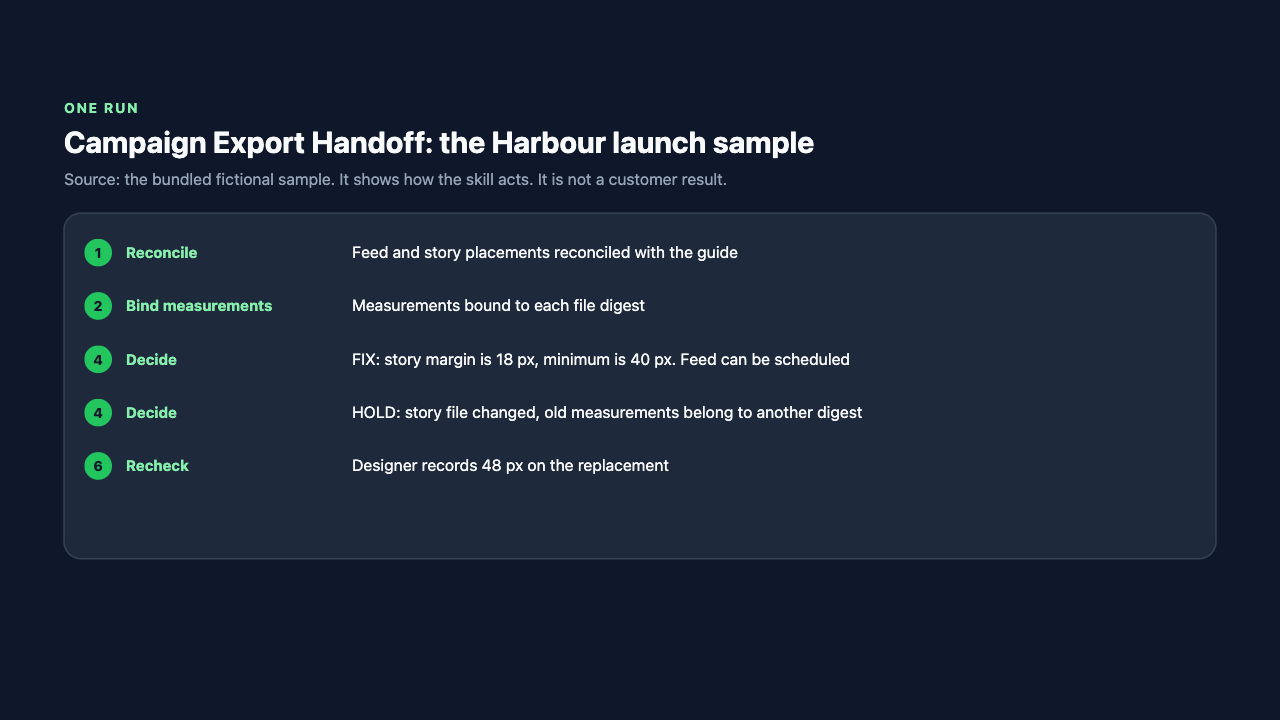 ONE RUN
Campaign Export Handoff: the Harbour launch sample
Source: the bundled fictional sample. It shows how the skill acts. It is not a customer result.
1 Reconcile Feed and story placements reconciled with the guide
2 Bind measurements Measurements bound to each file digest
4 Decide FIX: story margin is 18 px, minimum is 40 px. Feed can be scheduled
4 Decide HOLD: story file changed, old measurements belong to another digest
6 Recheck Designer records 48 px on the replacement